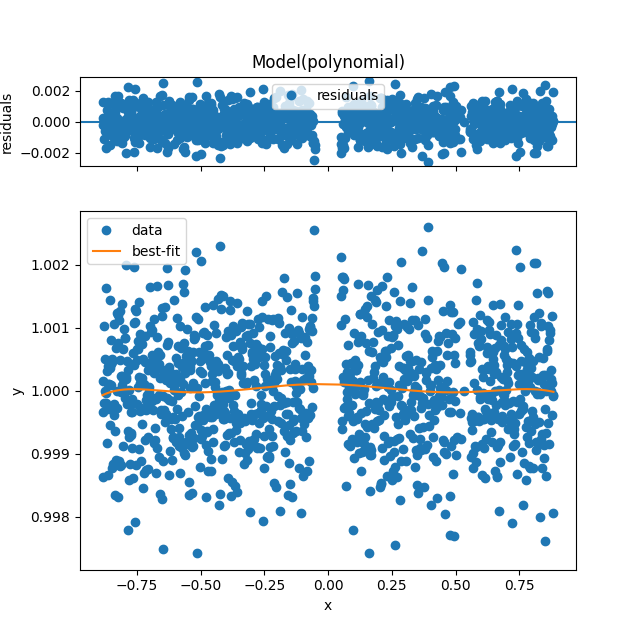 Model(polynomial)
residuals
0.002
0.000
−0.002
residuals
data
best-fit
y
1.002
1.001
1.000
0.999
0.998
−0.75 −0.50 −0.25 0.00 0.25 0.50 0.75
x